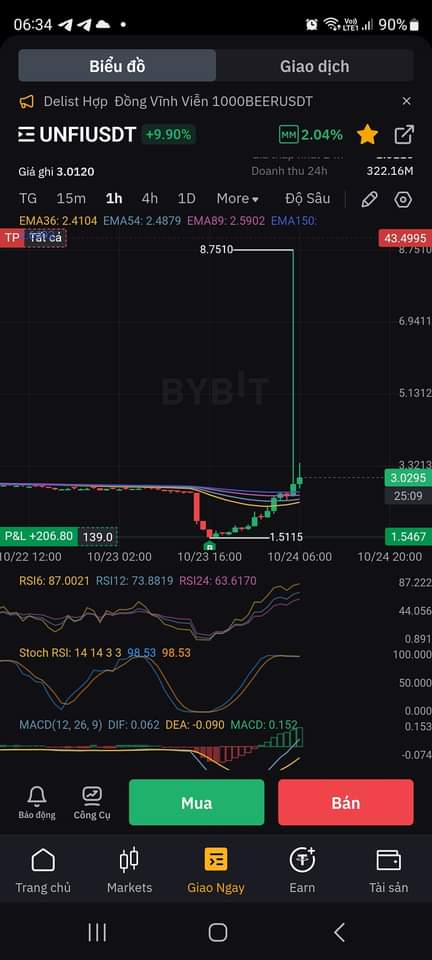 06:34 Vo)) LTE1 90%
Biểu đồ Giao dịch
Delist Hợp Đồng Vĩnh Viễn 1000BEERUSDT
UNFIUSDT +9.90% MM 2.04%
Giá ghi 3.0120
Doanh thu 24h 322.16M
TG 15m 1h 4h 1D More Độ Sâu
EMA36: 2.4104 EMA54: 2.4879 EMA89: 2.5902 EMA150:
TP Tất cả 43.4995
8.7510 8.7510
6.9411
BYBIT
5.1312
3.3213
3.0295
25:09
P&L +206.80 139.0 1.5115 1.5467
10/22 12:00 10/23 02:00 10/23 16:00 10/24 06:00 10/24 20:00
RSI6: 87.0021 RSI12: 73.8819 RSI24: 63.6170 87.222
44.056
0.891
Stoch RSI: 14 14 3 3 98.53 98.53 100.000
50.000
0.000
MACD(12, 26, 9) DIF: 0.062 DEA: -0.090 MACD: 0.152 0.153
-0.074
Báo động Công Cụ Mua Bán
Trang chủ Markets Giao Ngay Earn Tài sản